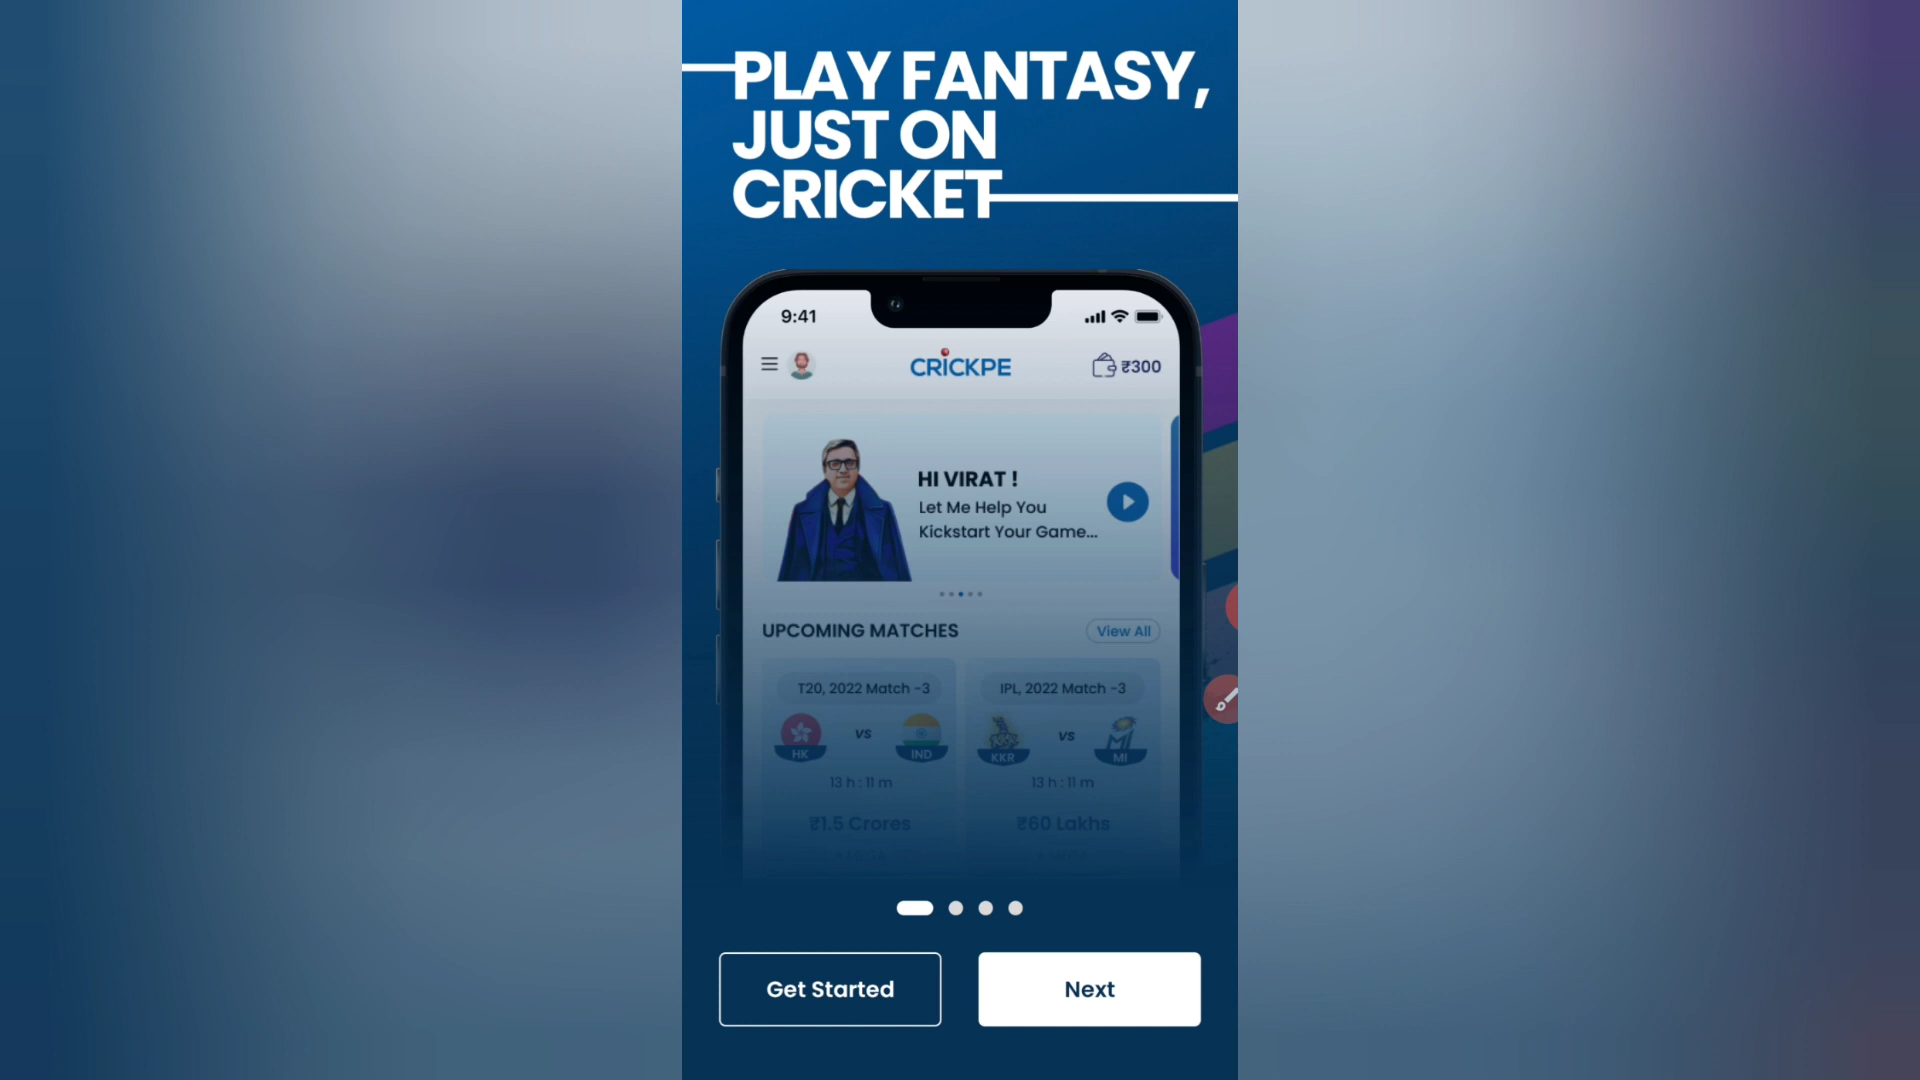 PLAY FANTASY,
JUST ON
CRICKET
9:41
CRICKPE
₹300
HI VIRAT !
Let Me Help You
Kickstart Your Game...
UPCOMING MATCHES
View All
T20, 2022 Match -3
HK
VS
IND
13 h : 11 m
₹1.5 Crores
IPL, 2022 Match -3
KKR
VS
MI
13 h : 11 m
₹60 Lakhs
Get Started
Next